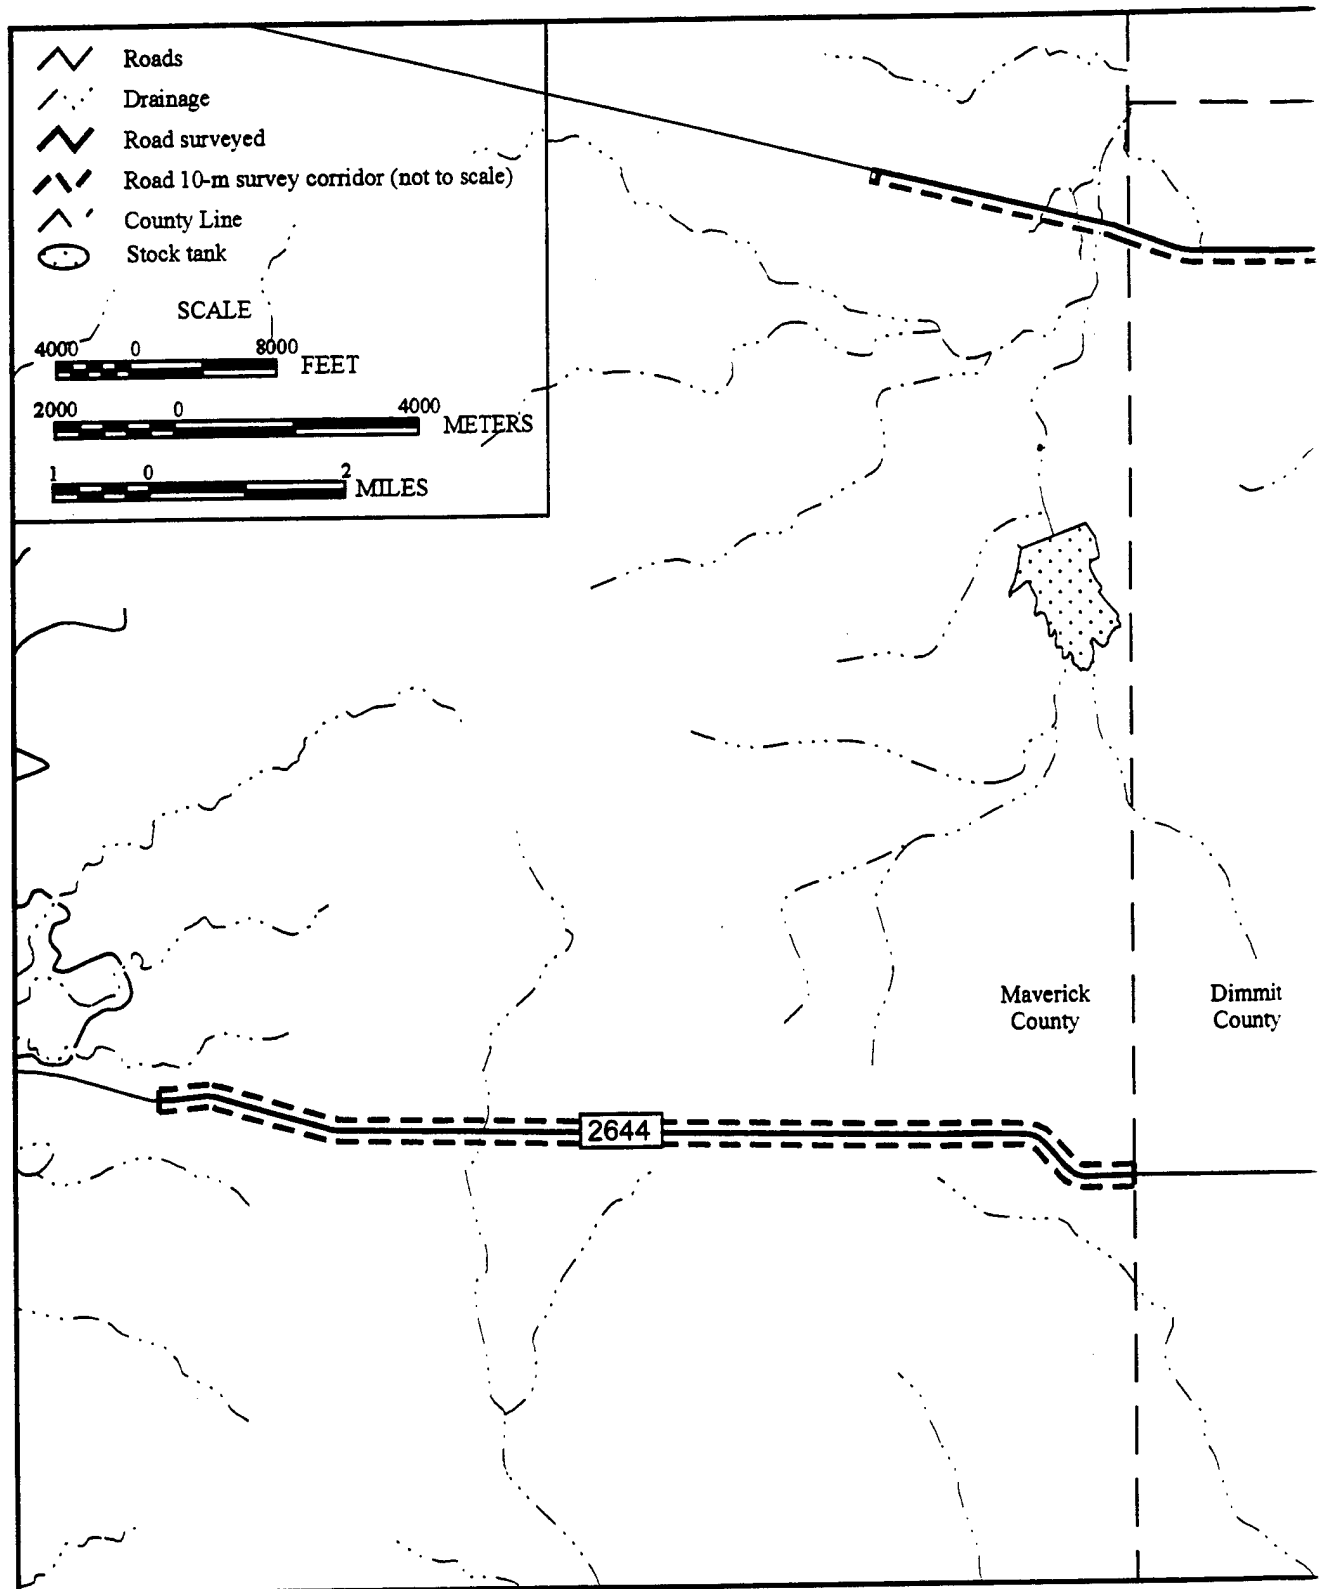 Roads
Drainage
Road surveyed
Road 10-m survey corridor (not to scale)
County Line
Stock tank
SCALE
4000 0 8000
FEET
2000 0 4000
METERS
1 0 2
MILES
Maverick
County
Dimmit
County
2644